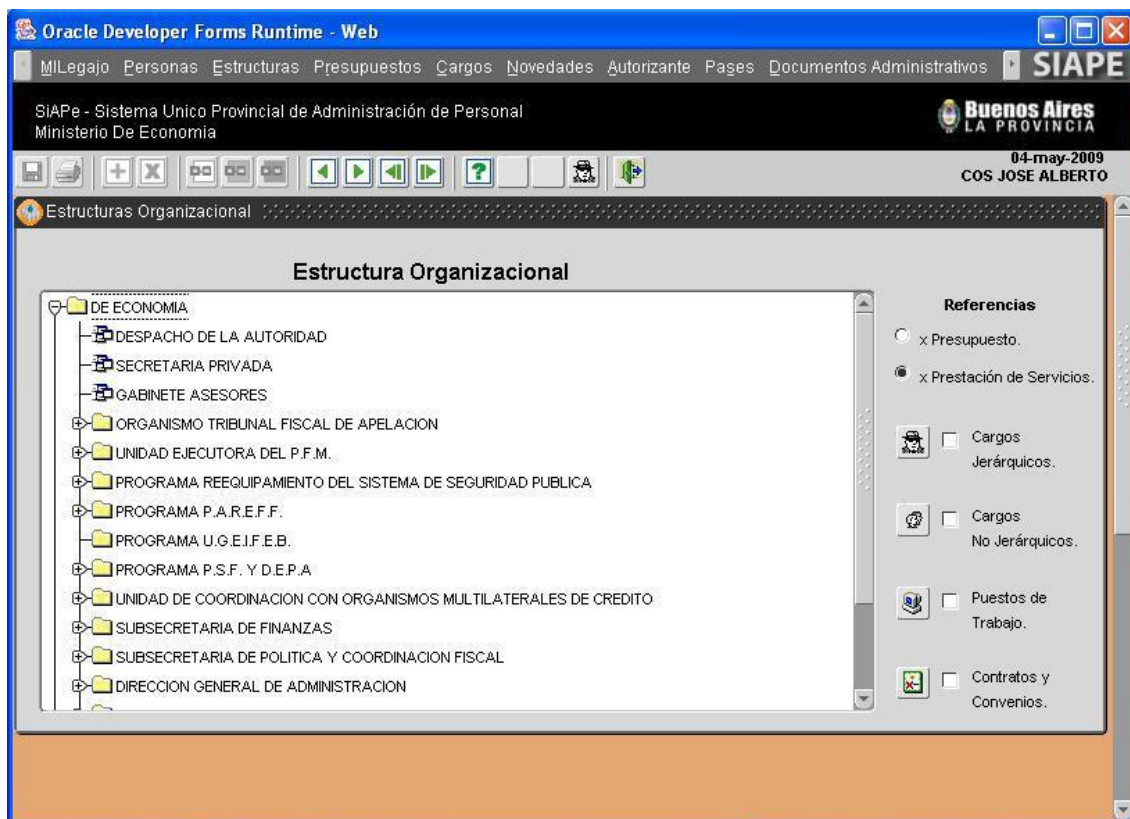 Oracle Developer Forms Runtime - Web
MILegajo Personas Estructuras Presupuestos Cargos Novedades Autorizante Pases Documentos Administrativos SIAPE
SiAPe - Sistema Unico Provincial de Administración de Personal
Ministerio De Economia
Buenos Aires
LA PROVINCIA
04-may-2009
COS JOSE ALBERTO
Estructuras Organizacional
Estructura Organizacional
DE ECONOMIA
DESPACHO DE LA AUTORIDAD
SECRETARIA PRIVADA
GABINETE ASESORES
ORGANISMO TRIBUNAL FISCAL DE APELACION
UNIDAD EJECUTORA DEL P.F.M.
PROGRAMA REEQUIPAMIENTO DEL SISTEMA DE SEGURIDAD PUBLICA
PROGRAMA P.A.R.E.F.F.
PROGRAMA U.G.E.I.F.E.B.
PROGRAMA P.S.F. Y D.E.P.A
UNIDAD DE COORDINACION CON ORGANISMOS MULTILATERALES DE CREDITO
SUBSECRETARIA DE FINANZAS
SUBSECRETARIA DE POLITICA Y COORDINACION FISCAL
DIRECCION GENERAL DE ADMINISTRACION
Referencias
x Presupuesto.
x Prestación de Servicios.
Cargos
Jerárquicos.
Cargos
No Jerárquicos.
Puestos de
Trabajo.
Contratos y
Convenios.